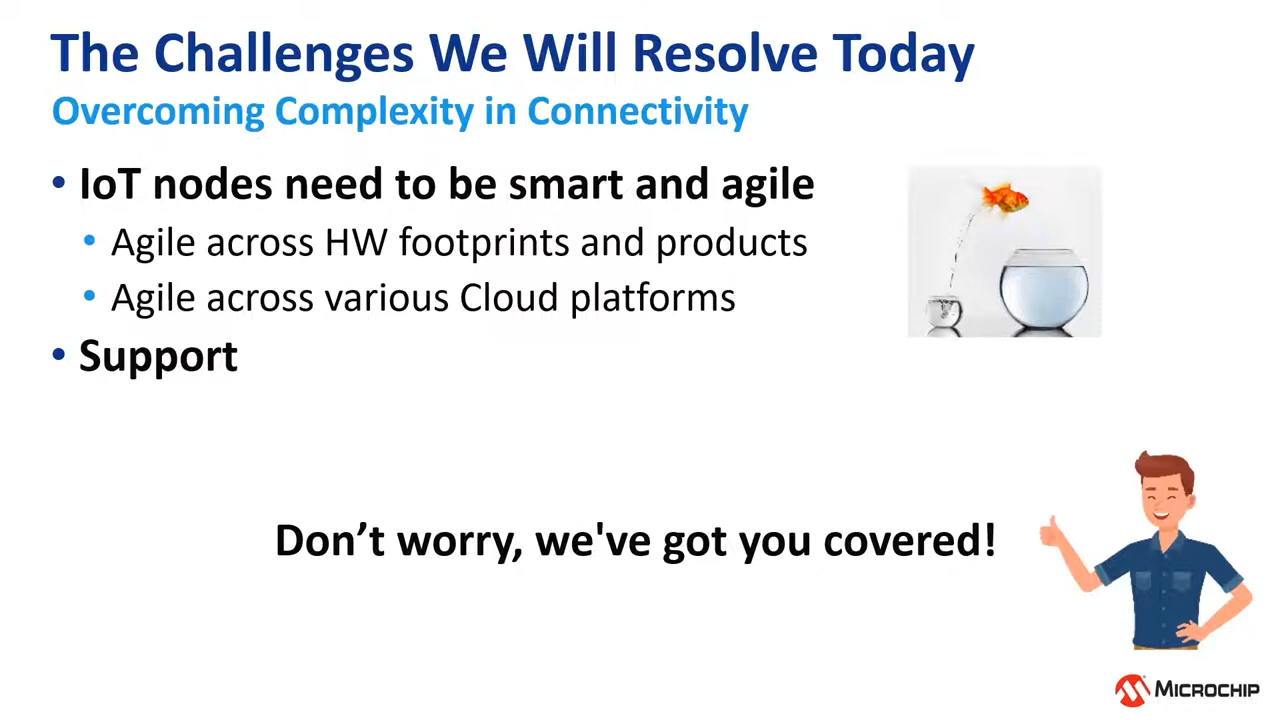 The Challenges We Will Resolve Today
Overcoming Complexity in Connectivity
• IoT nodes need to be smart and agile
• Agile across HW footprints and products
• Agile across various Cloud platforms
• Support
Don’t worry, we've got you covered!
MICROCHIP